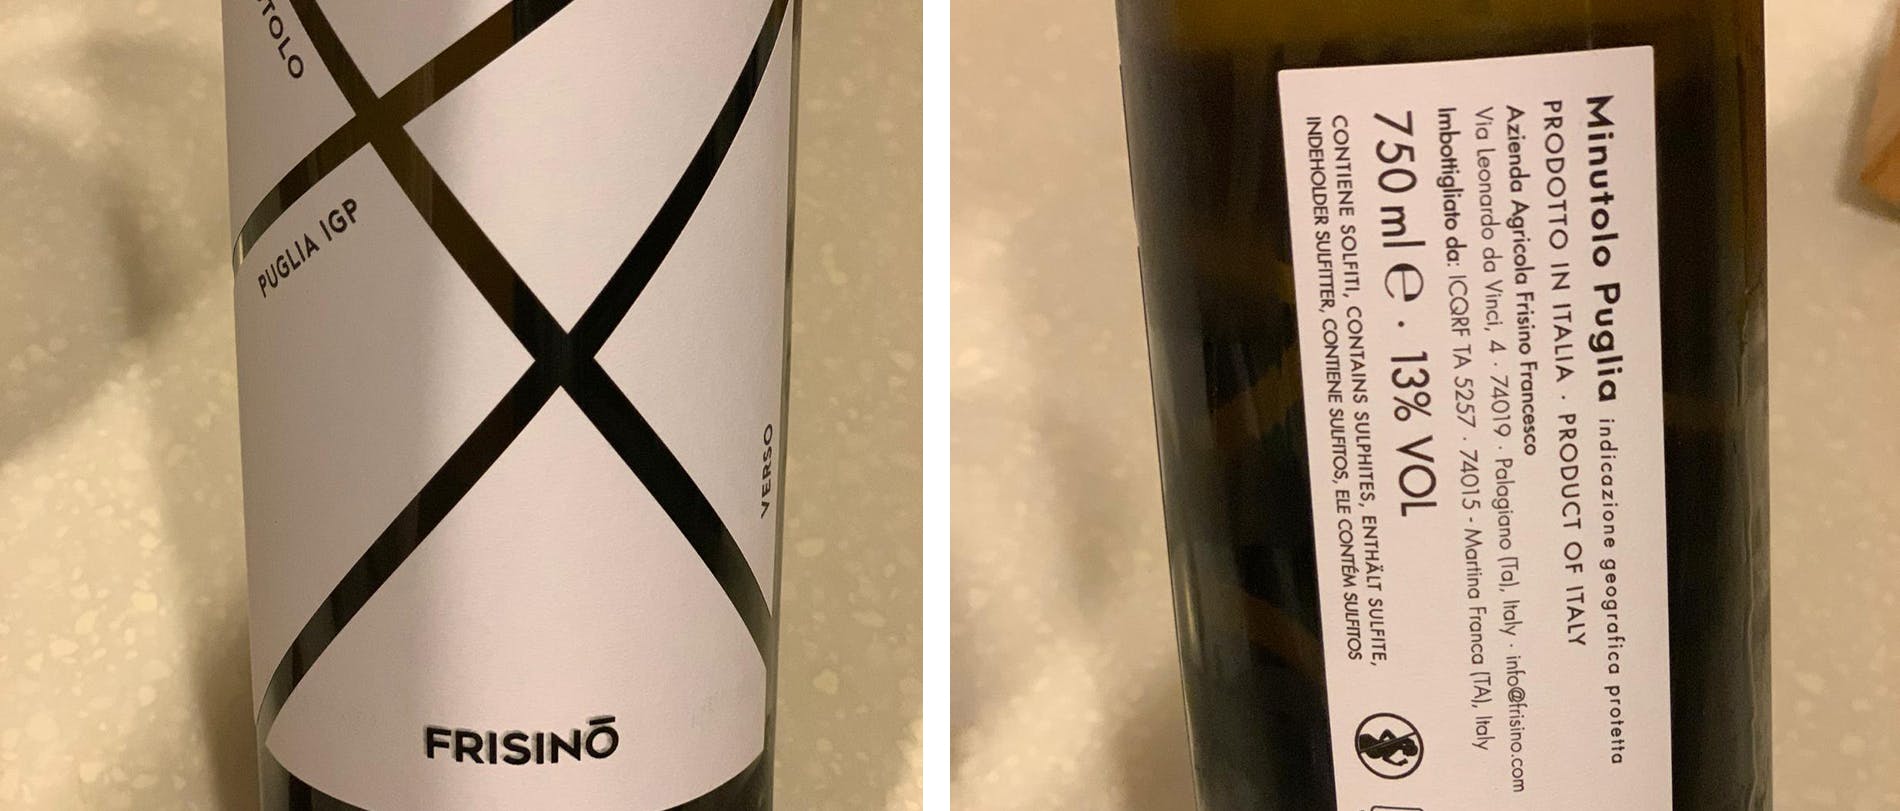 PUGLIA IGP
VERSO
FRISINŌ
Minutolo Puglia indicazione geografica protetta
PRODOTTO IN ITALIA · PRODUCT OF ITALY
Azienda Agricola Frisino Francesco
Via Leonardo da Vinci, 4 · 74019 · Palagiano (Ta), Italy · info@frisino.com
Imbottigliato da: ICQRF TA 5257 · 74015 - Martina Franca (TA), Italy
750 ml e · 13% VOL
CONTIENE SOLFITI, CONTAINS SULPHITES, ENTHÄLT SULFITE,
INDEHOLDER SULFITTER, CONTIENE SULFITOS, ELE CONTÉM SULFITOS